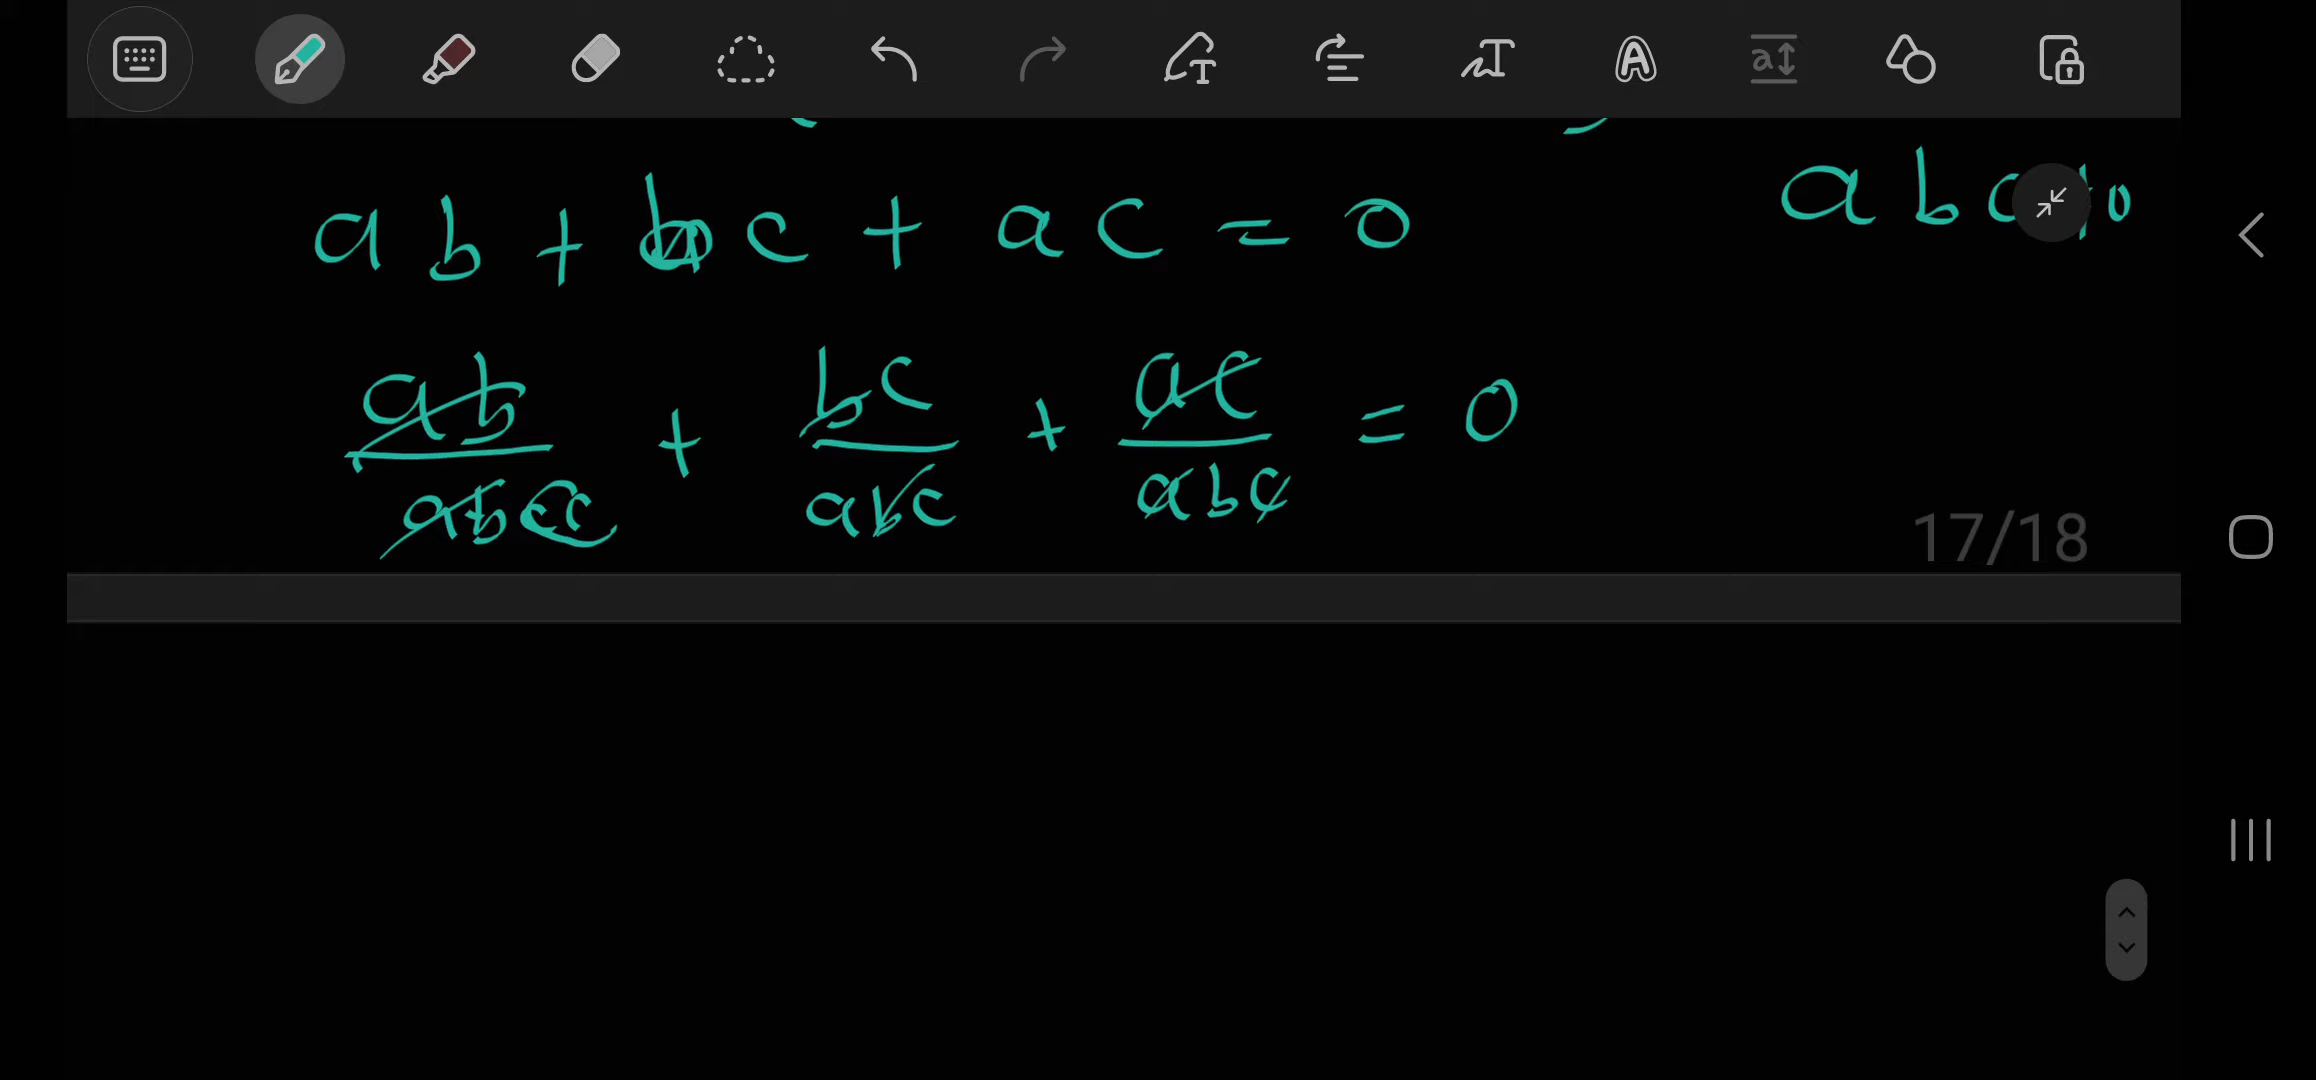 ab + bc + ac = 0
abc ≠ 0
ab/abc + bc/abc + ac/abc = 0
17/18